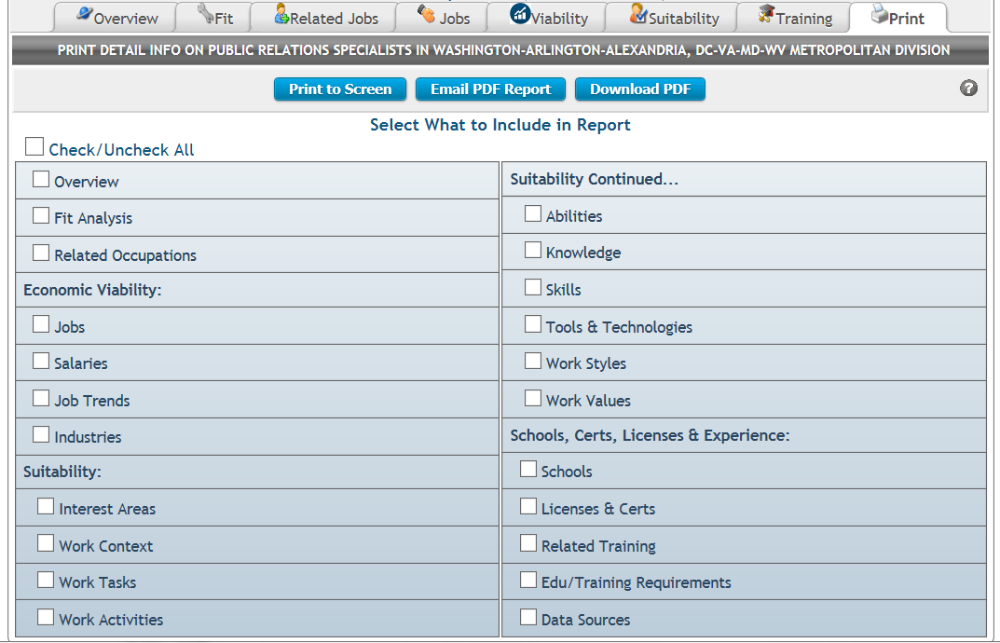 Overview Fit Related Jobs Jobs Viability Suitability Training Print
PRINT DETAIL INFO ON PUBLIC RELATIONS SPECIALISTS IN WASHINGTON-ARLINGTON-ALEXANDRIA, DC-VA-MD-WV METROPOLITAN DIVISION
Print to Screen Email PDF Report Download PDF ?
Select What to Include in Report
Check/Uncheck All
Overview
Fit Analysis
Related Occupations
Economic Viability:
Jobs
Salaries
Job Trends
Industries
Suitability:
Interest Areas
Work Context
Work Tasks
Work Activities
Suitability Continued...
Abilities
Knowledge
Skills
Tools & Technologies
Work Styles
Work Values
Schools, Certs, Licenses & Experience:
Schools
Licenses & Certs
Related Training
Edu/Training Requirements
Data Sources